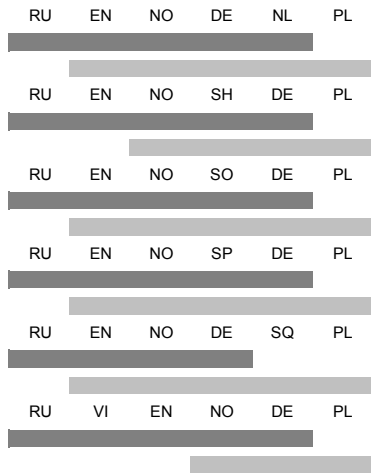 RU EN NO DE NL PL
RU EN NO SH DE PL
RU EN NO SO DE PL
RU EN NO SP DE PL
RU EN NO DE SQ PL
RU VI EN NO DE PL